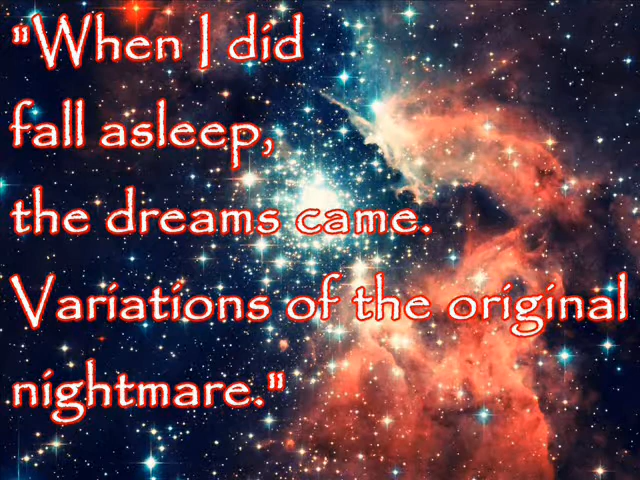 "When I did
fall asleep,
the dreams came.
Variations of the original
nightmare."